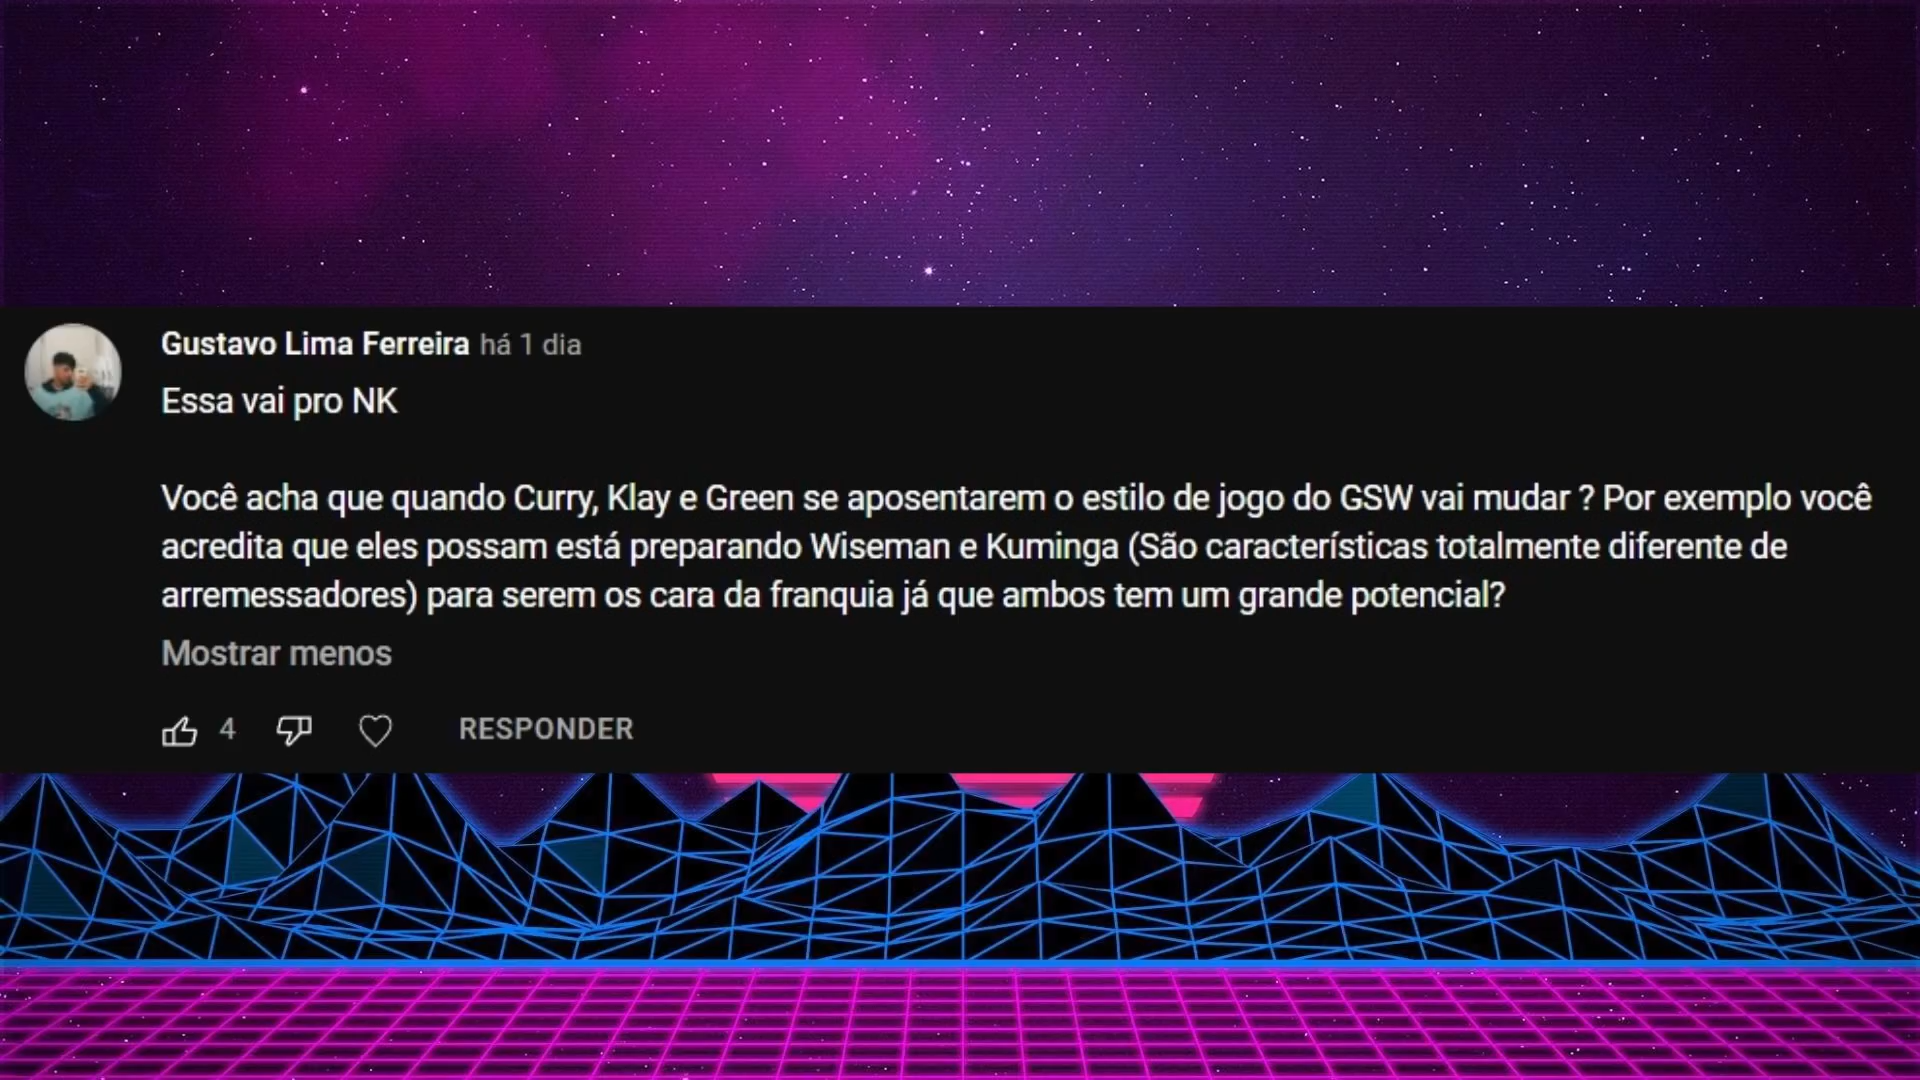 Gustavo Lima Ferreira há 1 dia
Essa vai pro NK
Você acha que quando Curry, Klay e Green se aposentarem o estilo de jogo do GSW vai mudar ? Por exemplo você
acredita que eles possam está preparando Wiseman e Kuminga (São características totalmente diferente de
arremessadores) para serem os cara da franquia já que ambos tem um grande potencial?
Mostrar menos
4 RESPONDER